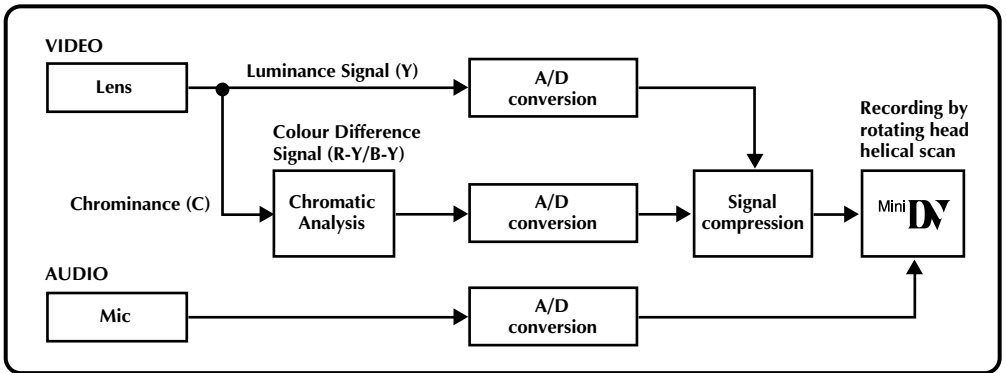 VIDEO
Lens
Luminance Signal (Y)
A/D
conversion
Recording by
rotating head
helical scan
Colour Difference
Signal (R-Y/B-Y)
Chrominance (C)
Chromatic
Analysis
A/D
conversion
Signal
compression
Mini DV
AUDIO
Mic
A/D
conversion